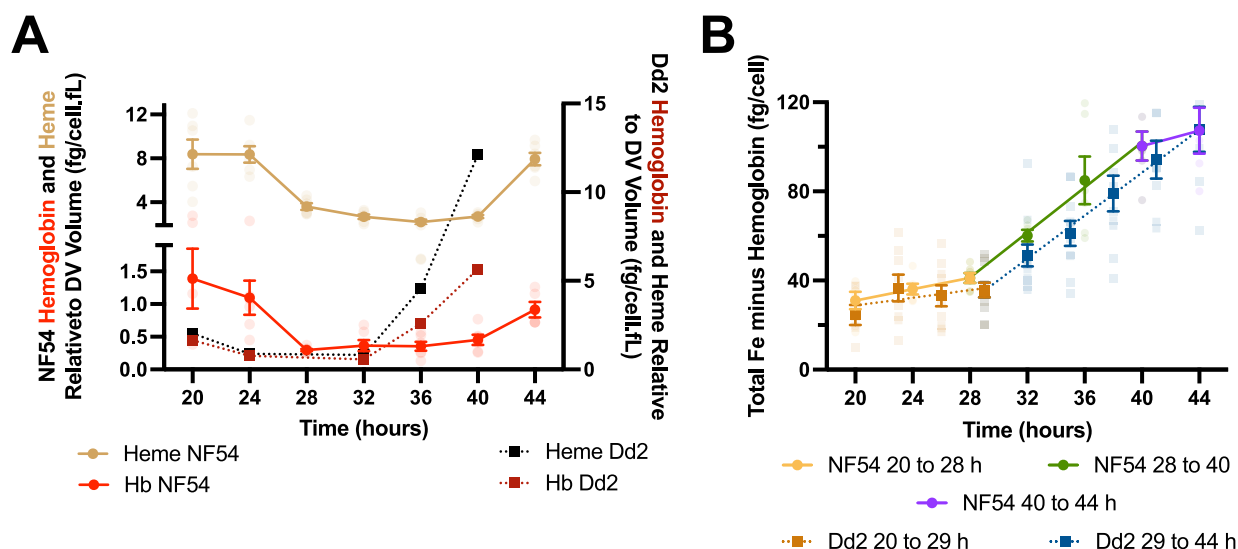 A
NF54 Hemoglobin and Heme
Relativeto DV Volume (fg/cell.fL)
12
8
4
1.5
1.0
0.5
0.0
15
10
5
0
Dd2 Hemoglobin and Heme Relative
to DV Volume (fg/cell.fL)
20 24 28 32 36 40 44
Time (hours)
Heme NF54
Hb NF54
Heme Dd2
Hb Dd2
B
Total Fe minus Hemoglobin (fg/cell)
120
80
40
0
20 24 28 32 36 40 44
Time (hours)
NF54 20 to 28 h
NF54 28 to 40
NF54 40 to 44 h
Dd2 20 to 29 h
Dd2 29 to 44 h